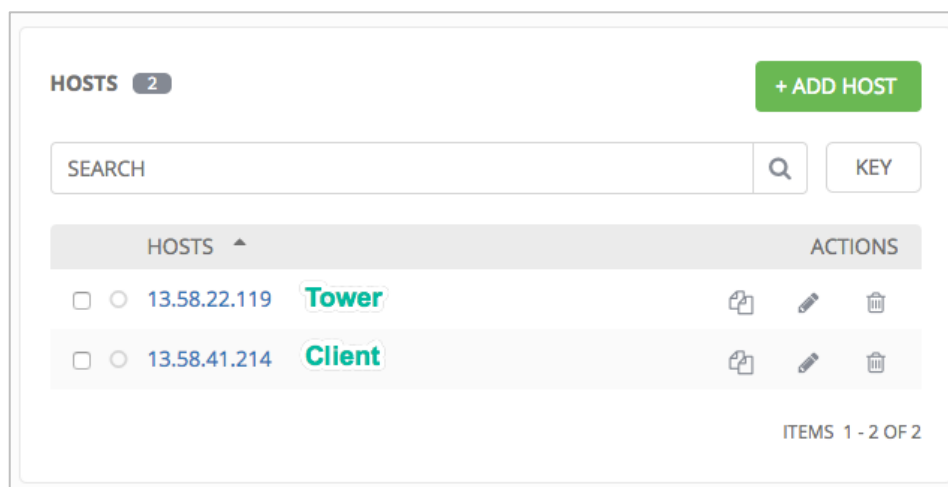 HOSTS 2
+ ADD HOST
SEARCH
KEY
HOSTS ACTIONS
13.58.22.119 Tower
13.58.41.214 Client
ITEMS 1 - 2 OF 2